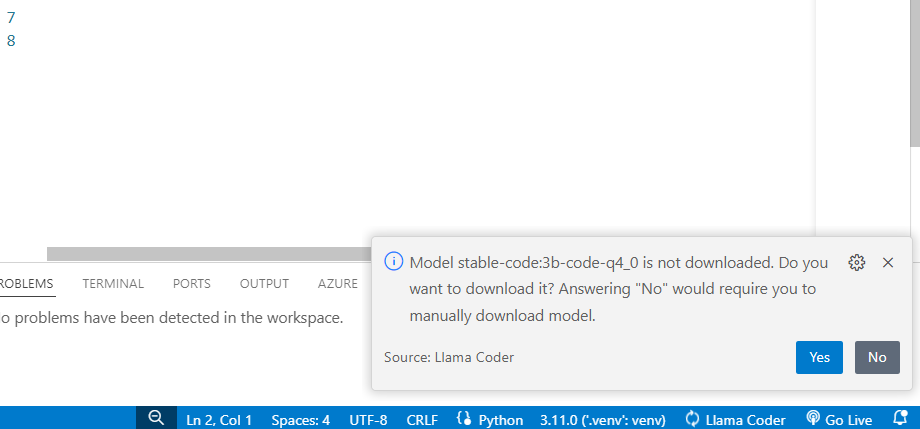 7
8
ROBLEMS TERMINAL PORTS OUTPUT AZURE
o problems have been detected in the workspace.
Model stable-code:3b-code-q4_0 is not downloaded. Do you
want to download it? Answering "No" would require you to
manually download model.
Source: Llama Coder
Yes No
Ln 2, Col 1 Spaces: 4 UTF-8 CRLF Python 3.11.0 ('.venv': venv) Llama Coder Go Live